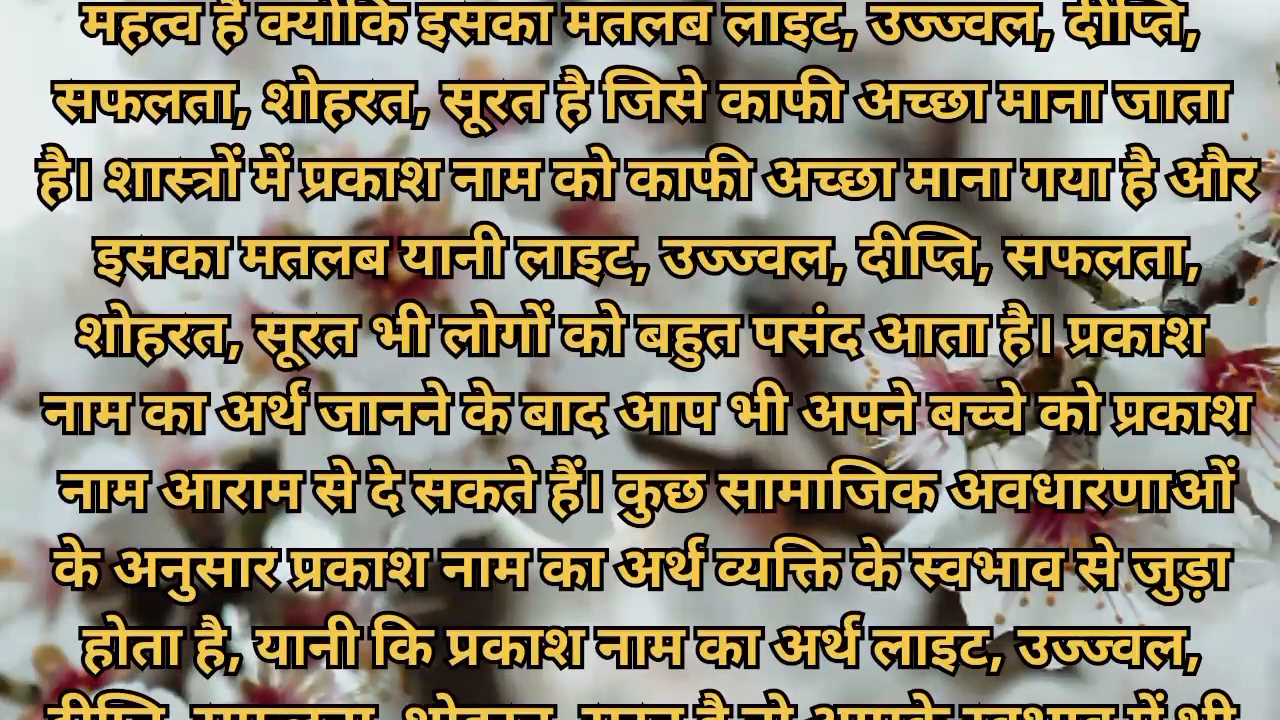 महत्व है क्योंकि इसका मतलब लाइट, उज्ज्वल, दीप्ति,
सफलता, शोहरत, सूरत है जिसे काफी अच्छा माना जाता
है। शास्त्रों में प्रकाश नाम को काफी अच्छा माना गया है और
इसका मतलब यानी लाइट, उज्ज्वल, दीप्ति, सफलता,
शोहरत, सूरत भी लोगों को बहुत पसंद आता है। प्रकाश
नाम का अर्थ जानने के बाद आप भी अपने बच्चे को प्रकाश
नाम आराम से दे सकते हैं। कुछ सामाजिक अवधारणाओं
के अनुसार प्रकाश नाम का अर्थ व्यक्ति के स्वभाव से जुड़ा
होता है, यानी कि प्रकाश नाम का अर्थ लाइट, उज्ज्वल,